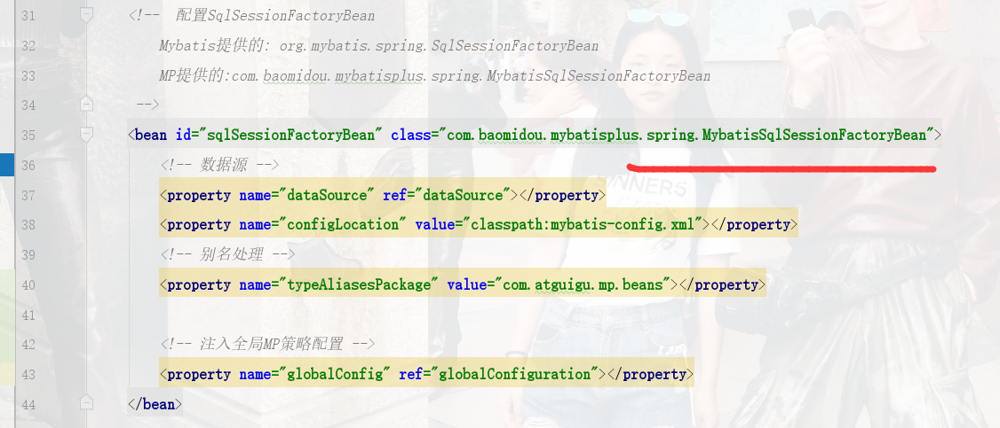 31 <!-- 配置SqlSessionFactoryBean
32 Mybatis提供的: org.mybatis.spring.SqlSessionFactoryBean
33 MP提供的:com.baomidou.mybatisplus.spring.MybatisSqlSessionFactoryBean
34 -->
35 <bean id="sqlSessionFactoryBean" class="com.baomidou.mybatisplus.spring.MybatisSqlSessionFactoryBean">
36 <!-- 数据源 -->
WINNERS
37 <property name="dataSource" ref="dataSource"></property>
38 <property name="configLocation" value="classpath:mybatis-config.xml"></property>
39 <!-- 别名处理 -->
40 <property name="typeAliasesPackage" value="com.atguigu.mp.beans"></property>
41
42 <!-- 注入全局MP策略配置 -->
43 <property name="globalConfig" ref="globalConfiguration"></property>
44 </bean>